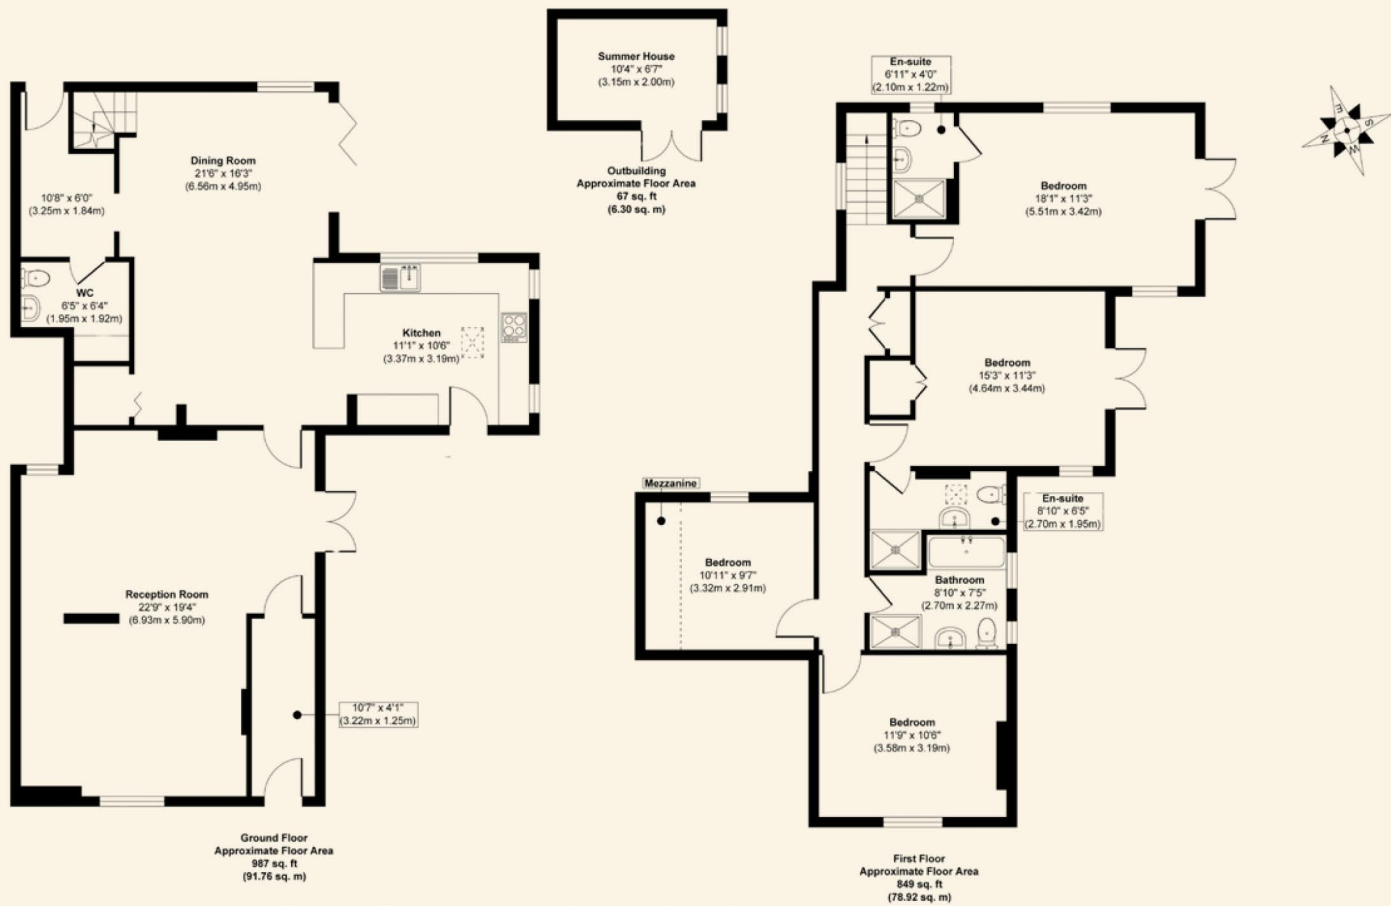 Summer House
10'4" x 6'7"
(3.15m x 2.00m)
Outbuilding
Approximate Floor Area
67 sq. ft
(6.30 sq. m)
Dining Room
21'6" x 16'3"
(6.56m x 4.95m)
10'8" x 6'0"
(3.25m x 1.84m)
WC
6'5" x 6'4"
(1.95m x 1.92m)
Kitchen
11'1" x 10'6"
(3.37m x 3.19m)
Reception Room
22'9" x 19'4"
(6.93m x 5.90m)
10'7" x 4'1"
(3.22m x 1.25m)
Ground Floor
Approximate Floor Area
987 sq. ft
(91.76 sq. m)
En-suite
6'11" x 4'0"
(2.10m x 1.22m)
Bedroom
18'1" x 11'3"
(5.51m x 3.42m)
Bedroom
15'3" x 11'3"
(4.64m x 3.44m)
En-suite
8'10" x 6'5"
(2.70m x 1.95m)
Mezzanine
Bedroom
10'11" x 9'7"
(3.32m x 2.91m)
Bathroom
8'10" x 7'5"
(2.70m x 2.27m)
Bedroom
11'9" x 10'6"
(3.58m x 3.19m)
First Floor
Approximate Floor Area
849 sq. ft
(78.92 sq. m)
E
S
N
W